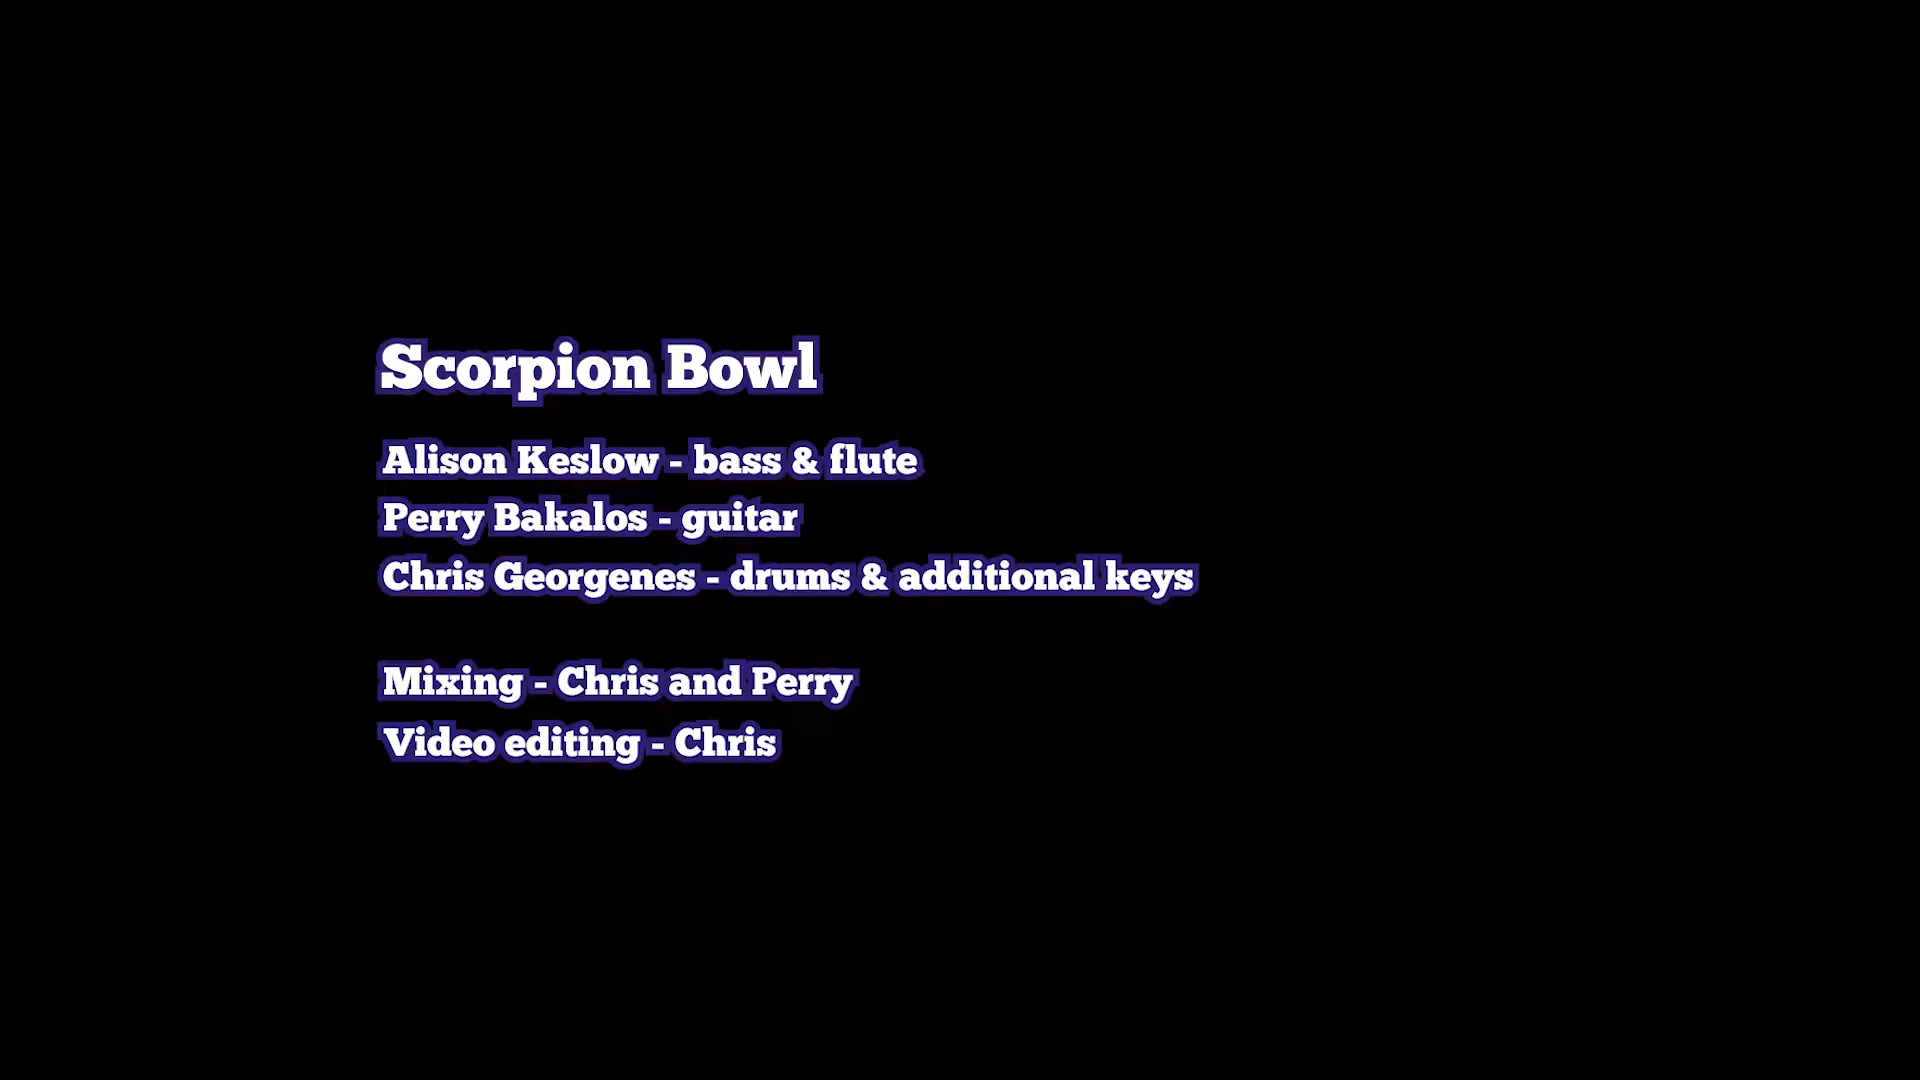 Scorpion Bowl
Alison Keslow - bass & flute
Perry Bakalos - guitar
Chris Georgenes - drums & additional keys
Mixing - Chris and Perry
Video editing - Chris